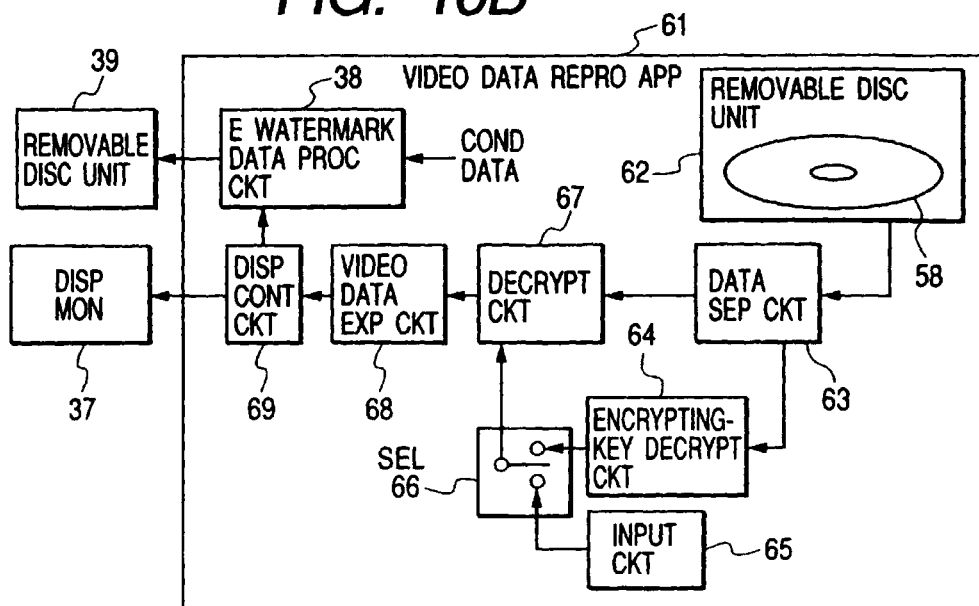 FIG. 16B
61
39
VIDEO DATA REPRO APP
38
REMOVABLE
DISC UNIT
E WATERMARK
DATA PROC
CKT
COND
DATA
REMOVABLE DISC
UNIT
62
58
67
DISP
MON
DISP
CONT
CKT
VIDEO
DATA
EXP CKT
DECRYPT
CKT
DATA
SEP CKT
37
69
68
64
63
ENCRYPTING-
KEY DECRYPT
CKT
SEL
66
INPUT
CKT
65